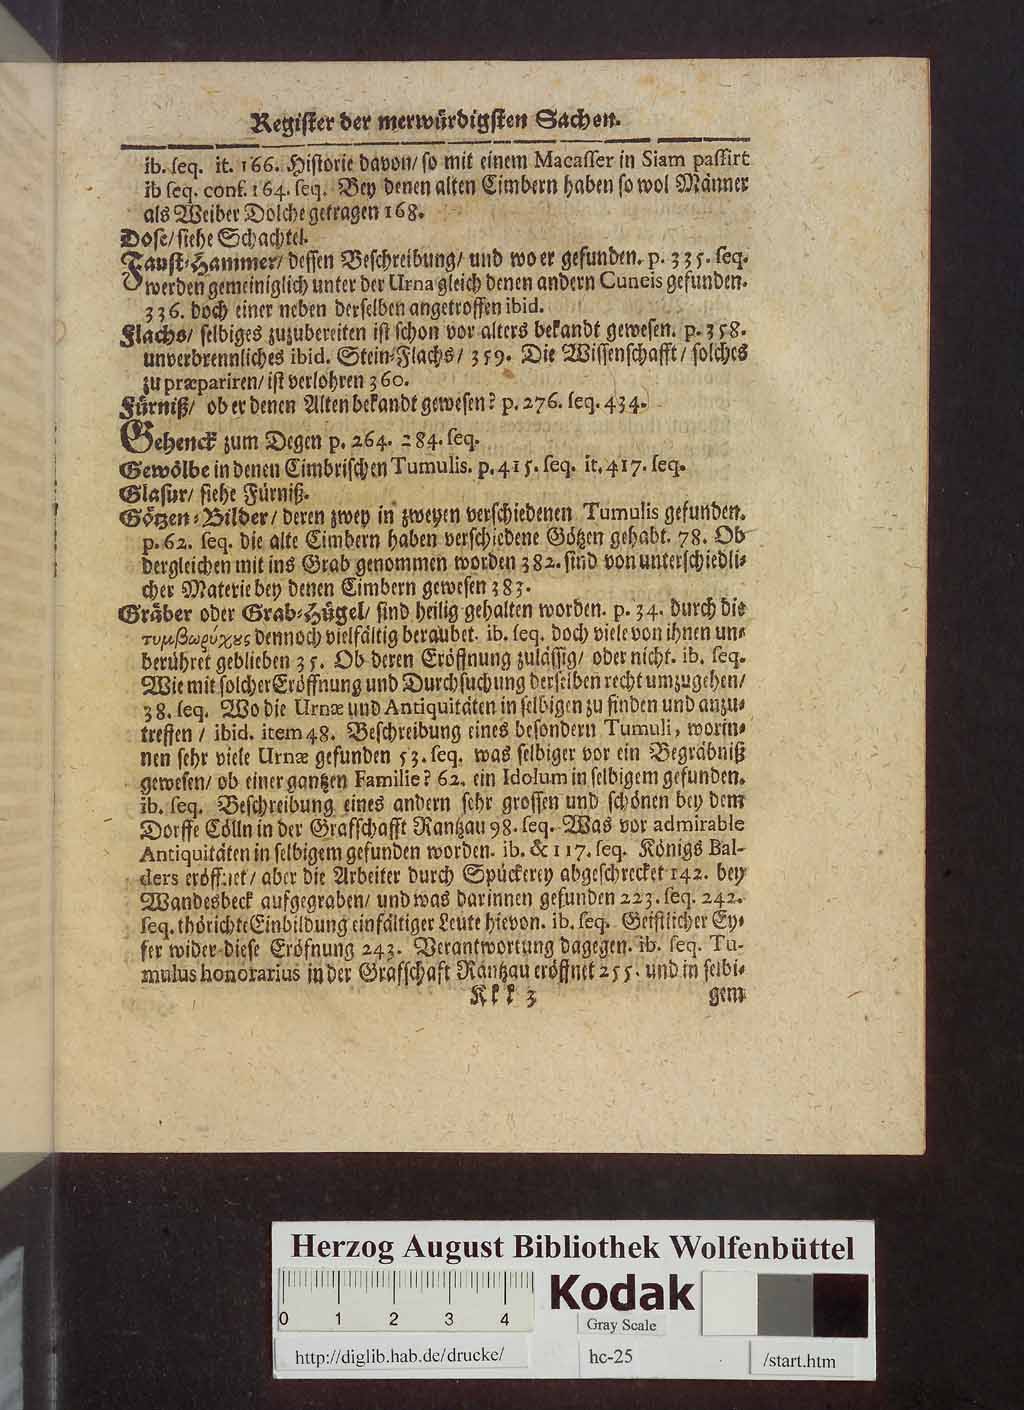 Register der merwürdigsten Sachen.
ib. seq. it. 166. Historie davon/ so mit einem Macasser in Siam passirt
ib seq. conf. 164. seq. Bey denen alten Cimbern haben so wol Männer
als Weiber Dolche getragen 168.
Dose/ siehe Schachtel.
Faust-Hammer/ dessen Beschreibung/ und wo er gefunden. p. 335. seq.
werden gemeiniglich unter der Urna gleich denen andern Cuneis gefunden.
336. doch einer neben derselben angetroffen ibid.
Flachs/ selbiges zuzubereiten ist schon vor alters bekandt gewesen. p. 358.
unverbrennliches ibid. Stein-Flachs/ 359. Die Wissenschafft/ solches
zu præpariren/ ist verlohren 360.
Fürniß/ ob er denen Alten bekandt gewesen? p. 276. seq. 434.
Gehenck zum Degen p. 264. 284. seq.
Gewölbe in denen Cimbrischen Tumulis. p. 415. seq. it. 417. seq.
Glasur/ siehe Fürniß.
Götzen-Bilder/ deren zwey in zweyen verschiedenen Tumulis gefunden.
p. 62. seq. die alte Cimbern haben verschiedene Götzen gehabt. 78. Ob
dergleichen mit ins Grab genommen worden 382. sind von unterschiedli-
cher Materie bey denen Cimbern gewesen 383.
Gräber oder Grab-Hügel/ sind heilig gehalten worden. p. 34. durch die
τυμβωρύχȣς dennoch vielfältig beraubet. ib. seq. doch viele von ihnen un-
berühret geblieben 35. Ob deren Eröffnung zulässig/ oder nicht. ib. seq.
Wie mit solcher Eröffnung und Durchsuchung derselben recht umzugehen/
38. seq. Wo die Urnæ und Antiquitäten in selbigen zu finden und anzu-
treffen / ibid. item 48. Beschreibung eines besondern Tumuli, worin-
nen sehr viele Urnæ gefunden 53. seq. was selbiger vor ein Begräbniß
gewesen/ ob einer gantzen Familie? 62. ein Idolum in selbigem gefunden.
ib. seq. Beschreibung eines andern sehr grossen und schönen bey dem
Dorffe Cölln in der Grafschafft Rantzau 98. seq. Was vor admirable
Antiquitäten in selbigem gefunden worden. ib. & 117. seq. Königs Bal-
ders eröffnet/ aber die Arbeiter durch Spückerey abgeschrecket 142. bey
Wandesbeck aufgegraben/ und was darinnen gefunden 223. seq. 242.
seq. thörichte Einbildung einfältiger Leute hievon. ib. seq. Geistlicher Ey-
fer wider diese Eröfnung 243. Verantwortung dagegen. ib. seq. Tu-
mulus honorarius in der Grafschaft Rantzau eröffnet 255. und in selbi-
Kkk 3 gem
Herzog August Bibliothek Wolfenbüttel
0 1 2 3 4
Kodak
Gray Scale
http://diglib.hab.de/drucke/ hc-25 /start.htm